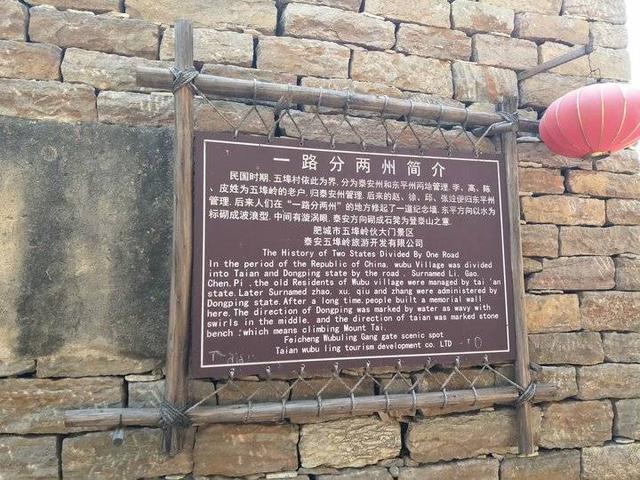 一路分两州简介
民国时期,五埠村依此为界,分为泰安州和东平州两地管理,李、高、陈
、皮姓为五埠岭的老户,归泰安州管理,后来的赵、徐、邱、张迳便归东平州
管理,后来人们在“一路分两州”的地方修起了一道纪念墙,东平方向以水为
标砌成波浪型,中间有漩涡眼,泰安方向砌成石凳为登泰山之意.
肥城市五埠岭伙大门景区
泰安五埠岭旅游开发有限公司
The History of Two States Divided By One Road
In the period of the Republic of China, wubu Village was divided
into Taian and Dongping state by the road . Surnamed Li, Gao,
Chen,Pi ,the old Residents of Wubu village were managed by tai 'an
state.Later Surnamed zhao, xu, qiu and zhang were administered by
Dongping state.After a long time,people built a memorial wall
here.The direction of Dongping was marked by water as wavy with
swirls in the middle, and the direction of taian was marked stone
bench ;which means climbing Mount Tai.
Feicheng Wubuling Gang gate scenic spot
Taian wubu ling tourism development co. LTD